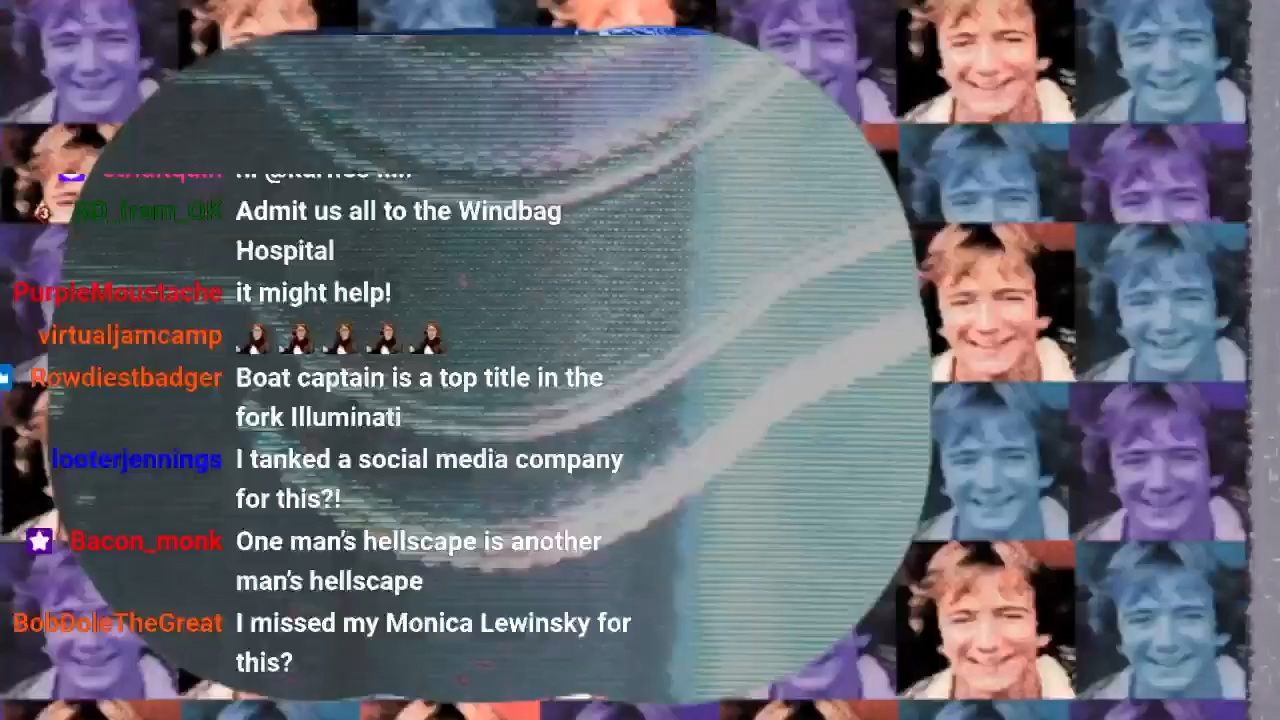 Admit us all to the Windbag
Hospital
PurpleMoustache it might help!
virtualjamcamp
Rowdiestbadger Boat captain is a top title in the
fork Illuminati
looterjennings I tanked a social media company
for this?!
Bacon_monk One man’s hellscape is another
man’s hellscape
BobDoleTheGreat I missed my Monica Lewinsky for
this?